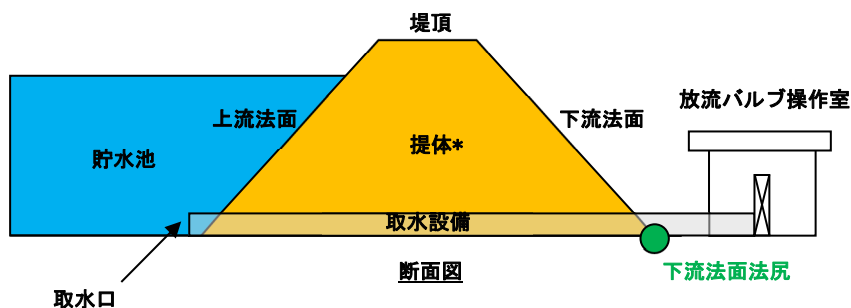 堤頂
放流バルブ操作室
上流法面
下流法面
提体*
貯水池
取水設備
断面図
下流法面法尻
取水口